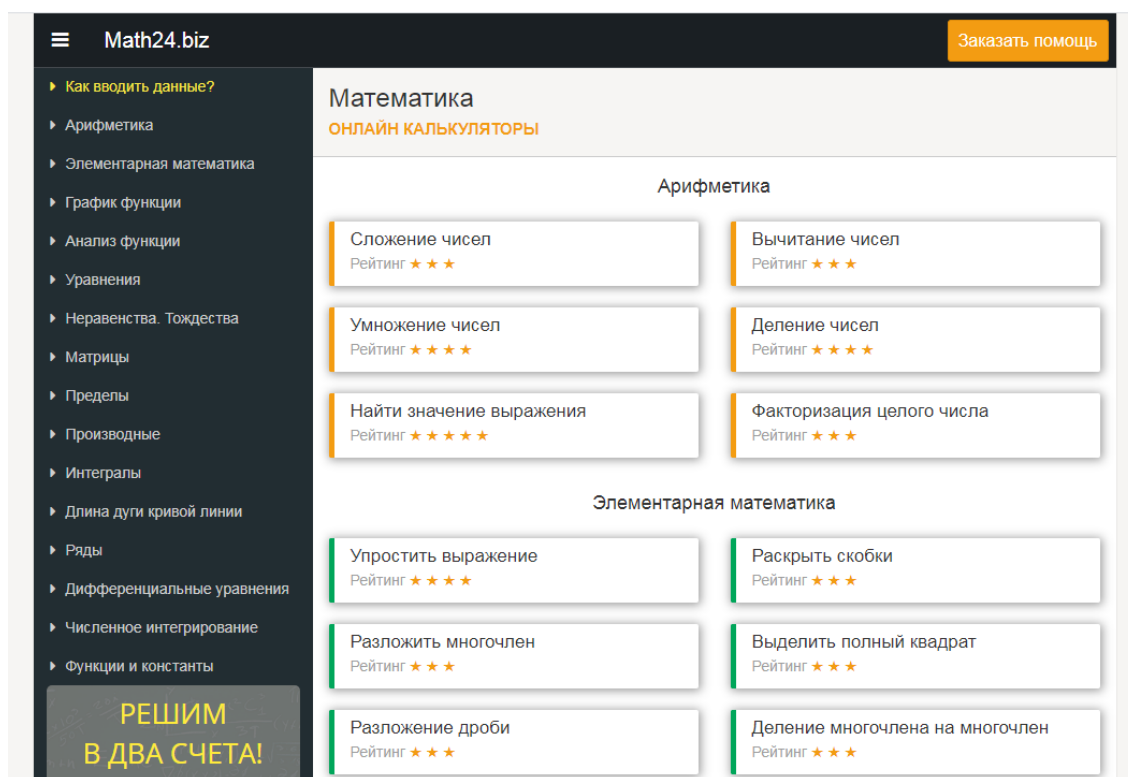 Math24.biz
Заказать помощь
Как вводить данные?
Арифметика
Элементарная математика
График функции
Анализ функции
Уравнения
Неравенства. Тождества
Матрицы
Пределы
Производные
Интегралы
Длина дуги кривой линии
Ряды
Дифференциальные уравнения
Численное интегрирование
Функции и константы
РЕШИМ
В ДВА СЧЕТА!
Математика
ОНЛАЙН КАЛЬКУЛЯТОРЫ
Арифметика
Сложение чисел
Рейтинг ★ ★ ★
Вычитание чисел
Рейтинг ★ ★ ★
Умножение чисел
Рейтинг ★ ★ ★ ★
Деление чисел
Рейтинг ★ ★ ★ ★
Найти значение выражения
Рейтинг ★ ★ ★ ★ ★
Факторизация целого числа
Рейтинг ★ ★ ★
Элементарная математика
Упростить выражение
Рейтинг ★ ★ ★ ★
Раскрыть скобки
Рейтинг ★ ★ ★
Разложить многочлен
Рейтинг ★ ★ ★
Выделить полный квадрат
Рейтинг ★ ★ ★
Разложение дроби
Рейтинг ★ ★ ★
Деление многочлена на многочлен
Рейтинг ★ ★ ★